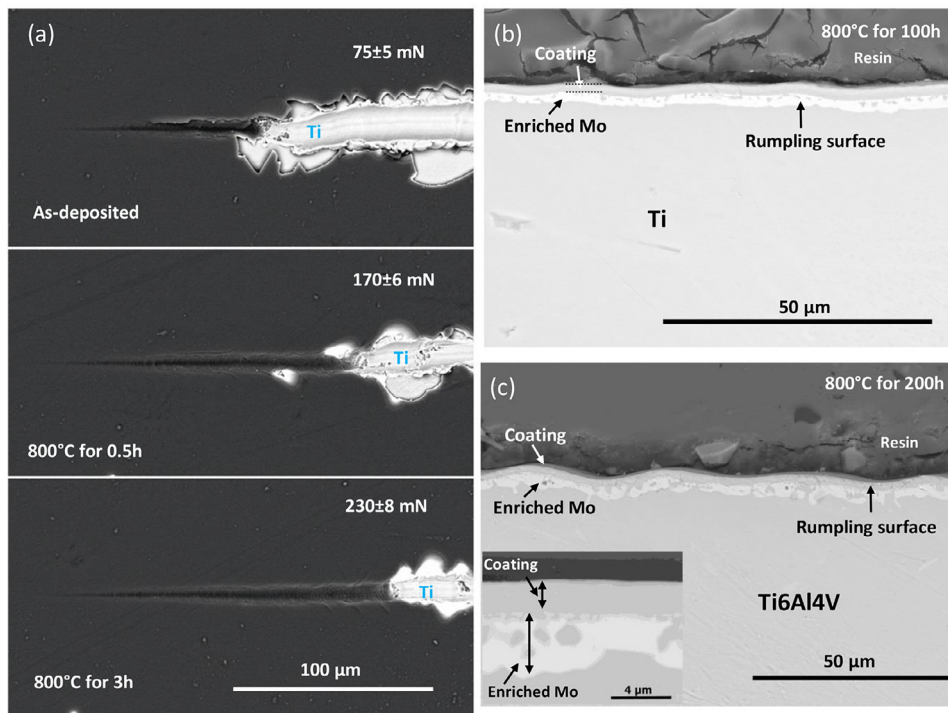 (a)
75±5 mN
Ti
As-deposited
170±6 mN
Ti
800°C for 0.5h
230±8 mN
Ti
800°C for 3h
100 μm
(b)
800°C for 100h
Coating
Resin
Enriched Mo
Rumpling surface
Ti
50 μm
(c)
800°C for 200h
Coating
Resin
Enriched Mo
Rumpling surface
Coating
Ti6Al4V
Enriched Mo
4 μm
50 μm